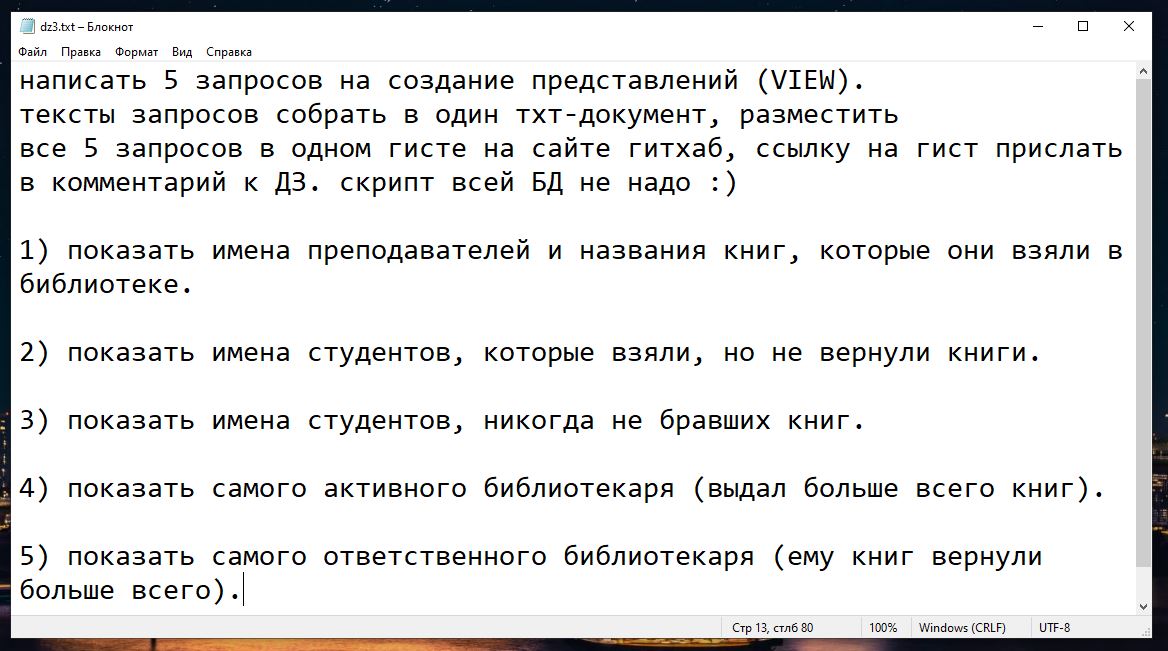 dz3.txt – Блокнот
Файл Правка Формат Вид Справка
написать 5 запросов на создание представлений (VIEW).
тексты запросов собрать в один тхт-документ, разместить
все 5 запросов в одном гисте на сайте гитхаб, ссылку на гист прислать
в комментарий к ДЗ. скрипт всей БД не надо :)
1) показать имена преподавателей и названия книг, которые они взяли в
библиотеке.
2) показать имена студентов, которые взяли, но не вернули книги.
3) показать имена студентов, никогда не бравших книг.
4) показать самого активного библиотекаря (выдал больше всего книг).
5) показать самого ответственного библиотекаря (ему книг вернули
больше всего).
Стр 13, стлб 80 100% Windows (CRLF) UTF-8